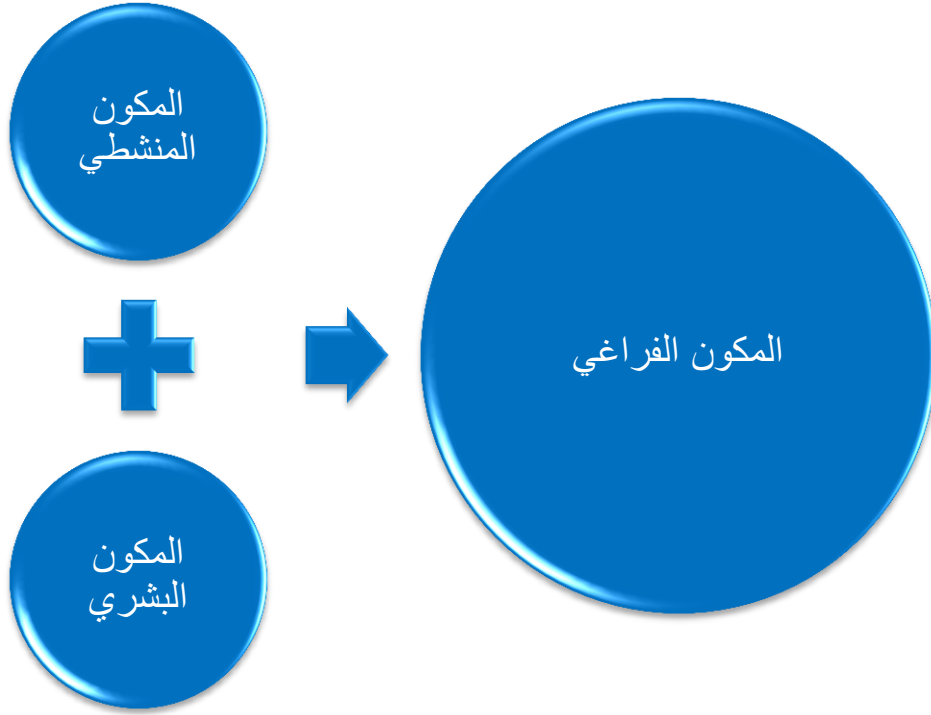 المكون
المنشطي
المكون
البشري
المكون الفراغي